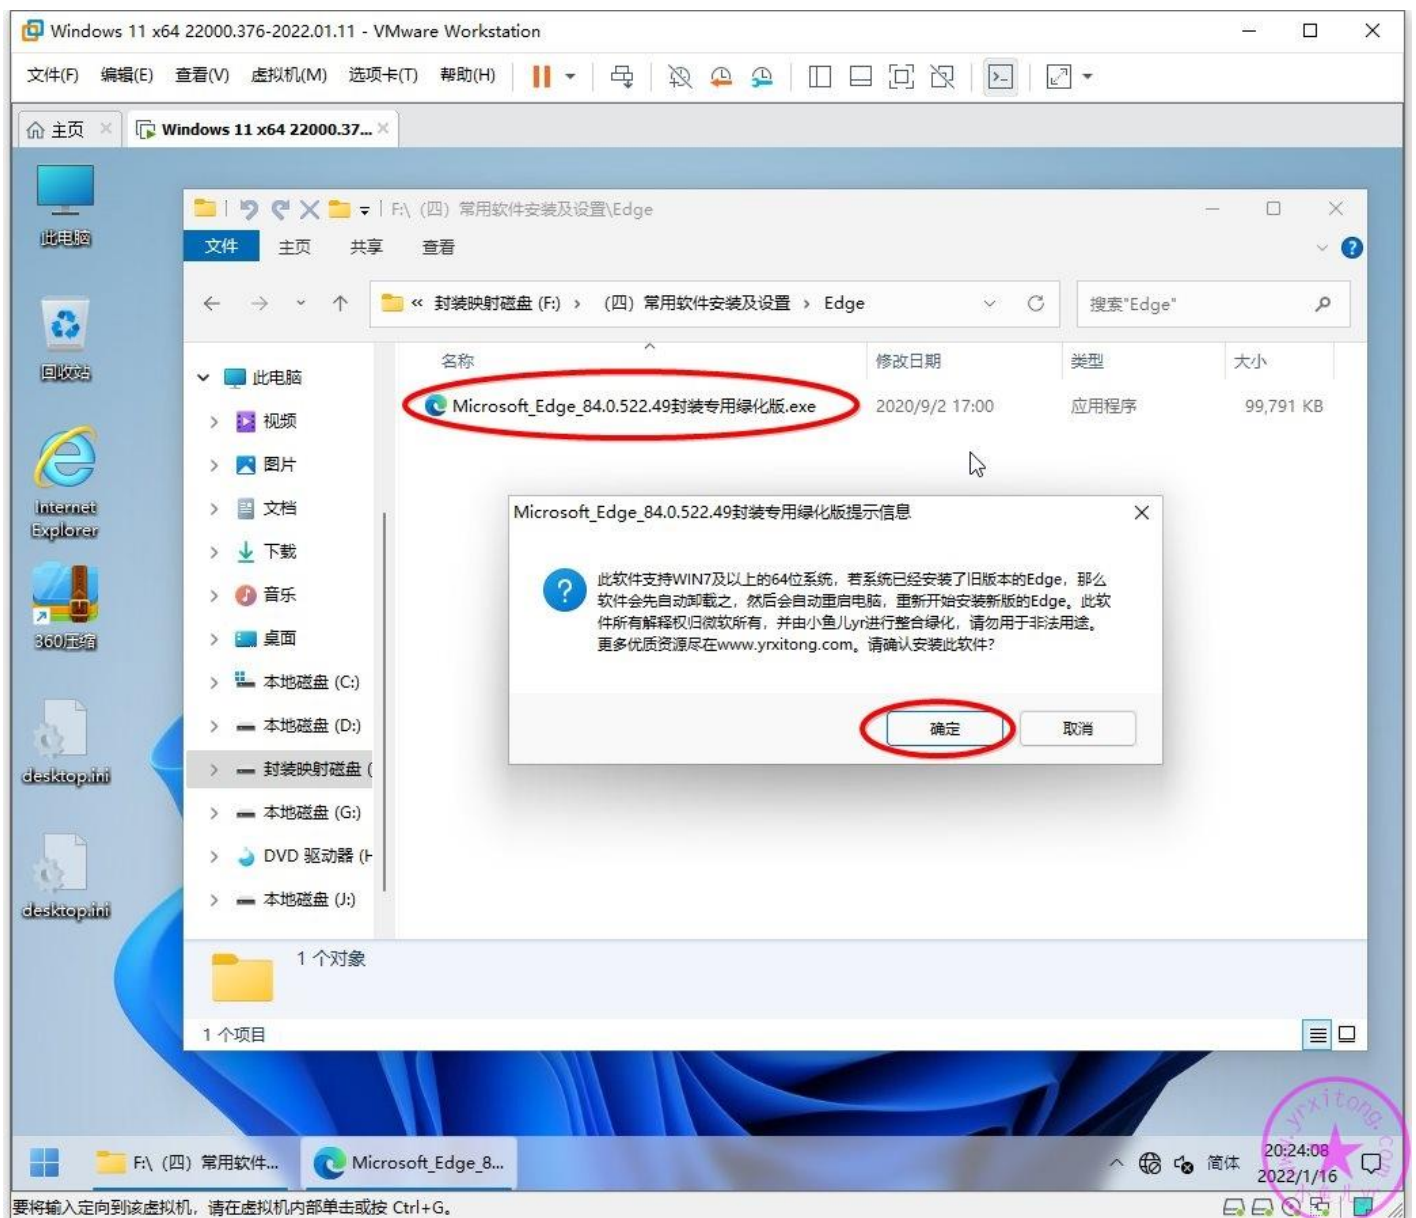 Windows 11 x64 22000.376-2022.01.11 - VMware Workstation
文件(F) 编辑(E) 查看(V) 虚拟机(M) 选项卡(T) 帮助(H)
主页 Windows 11 x64 22000.37...
此电脑
回收站
Internet
Explorer
360压缩
desktop.ini
desktop.ini
F:\ (四) 常用软件安装及设置\Edge
文件 主页 共享 查看
« 封装映射磁盘 (F:) › (四) 常用软件安装及设置 › Edge
搜索"Edge"
名称 修改日期 类型 大小
Microsoft_Edge_84.0.522.49封装专用绿化版.exe 2020/9/2 17:00 应用程序 99,791 KB
此电脑
视频
图片
文档
下载
音乐
桌面
本地磁盘 (C:)
本地磁盘 (D:)
封装映射磁盘 (
本地磁盘 (G:)
DVD 驱动器 (H
本地磁盘 (J:)
Microsoft_Edge_84.0.522.49封装专用绿化版提示信息
此软件支持WIN7及以上的64位系统，若系统已经安装了旧版本的Edge，那么
软件会先自动卸载之，然后会自动重启电脑，重新开始安装新版的Edge。此软
件所有解释权归微软所有，并由小鱼儿yr进行整合绿化，请勿用于非法用途。
更多优质资源尽在www.yrxitong.com。请确认安装此软件?
确定 取消
1 个对象
1 个项目
F:\ (四) 常用软件...
Microsoft_Edge_8...
简体
20:24:08
2022/1/16
www.yrxitong.com
小鱼儿yr
要将输入定向到该虚拟机，请在虚拟机内部单击或按 Ctrl+G。